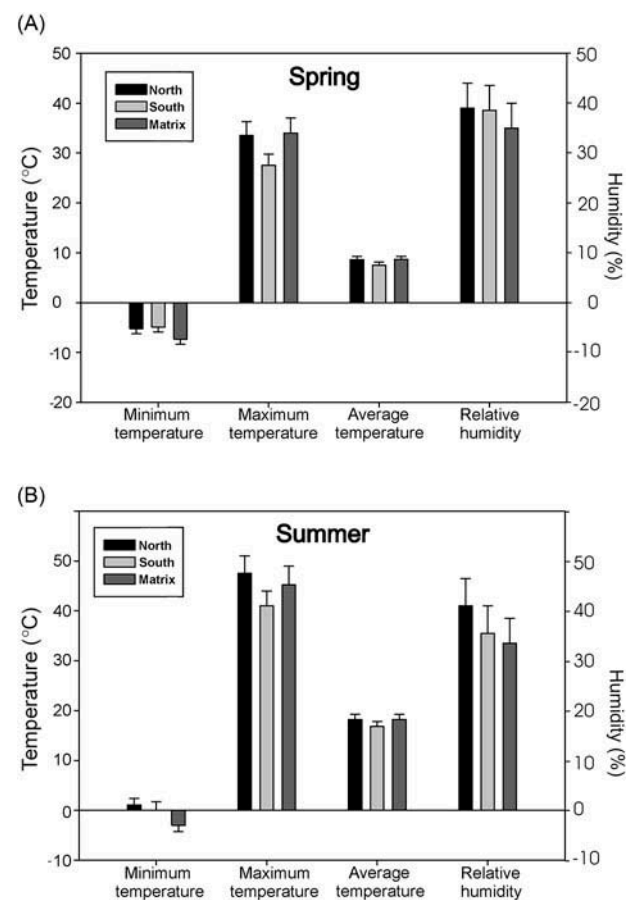 (A)
Spring
North
South
Matrix
Temperature (°C)
50
40
30
20
10
0
-10
-20
Humidity (%)
50
40
30
20
10
0
-10
-20
Minimum temperature
Maximum temperature
Average temperature
Relative humidity
(B)
Summer
North
South
Matrix
Temperature (°C)
50
40
30
20
10
0
-10
Humidity (%)
50
40
30
20
10
0
-10
Minimum temperature
Maximum temperature
Average temperature
Relative humidity